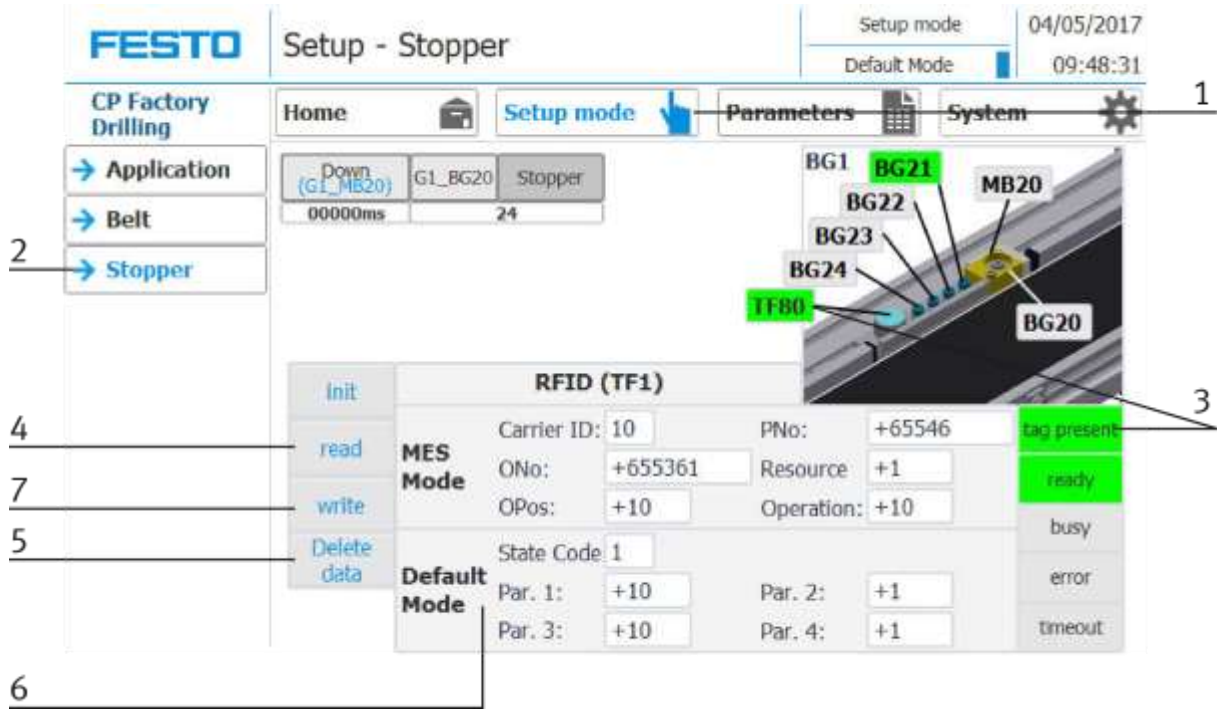 FESTO
Setup - Stopper
Setup mode
Default Mode
04/05/2017
09:48:31
CP Factory
Drilling
Home
Setup mode
Parameters
System
1
Application
Belt
2
Stopper
Down
(G1_MB20)
G1_BG20
Stopper
00000ms
24
BG1
BG21
MB20
BG22
BG23
BG24
TF80
BG20
3
Init
RFID (TF1)
4
read
MES
Mode
Carrier ID: 10
PNo: +65546
tag present
ONo: +655361
Resource +1
ready
7
write
OPos: +10
Operation: +10
busy
5
Delete
data
Default
Mode
State Code 1
Par. 1: +10
Par. 2: +1
error
Par. 3: +10
Par. 4: +1
timeout
6